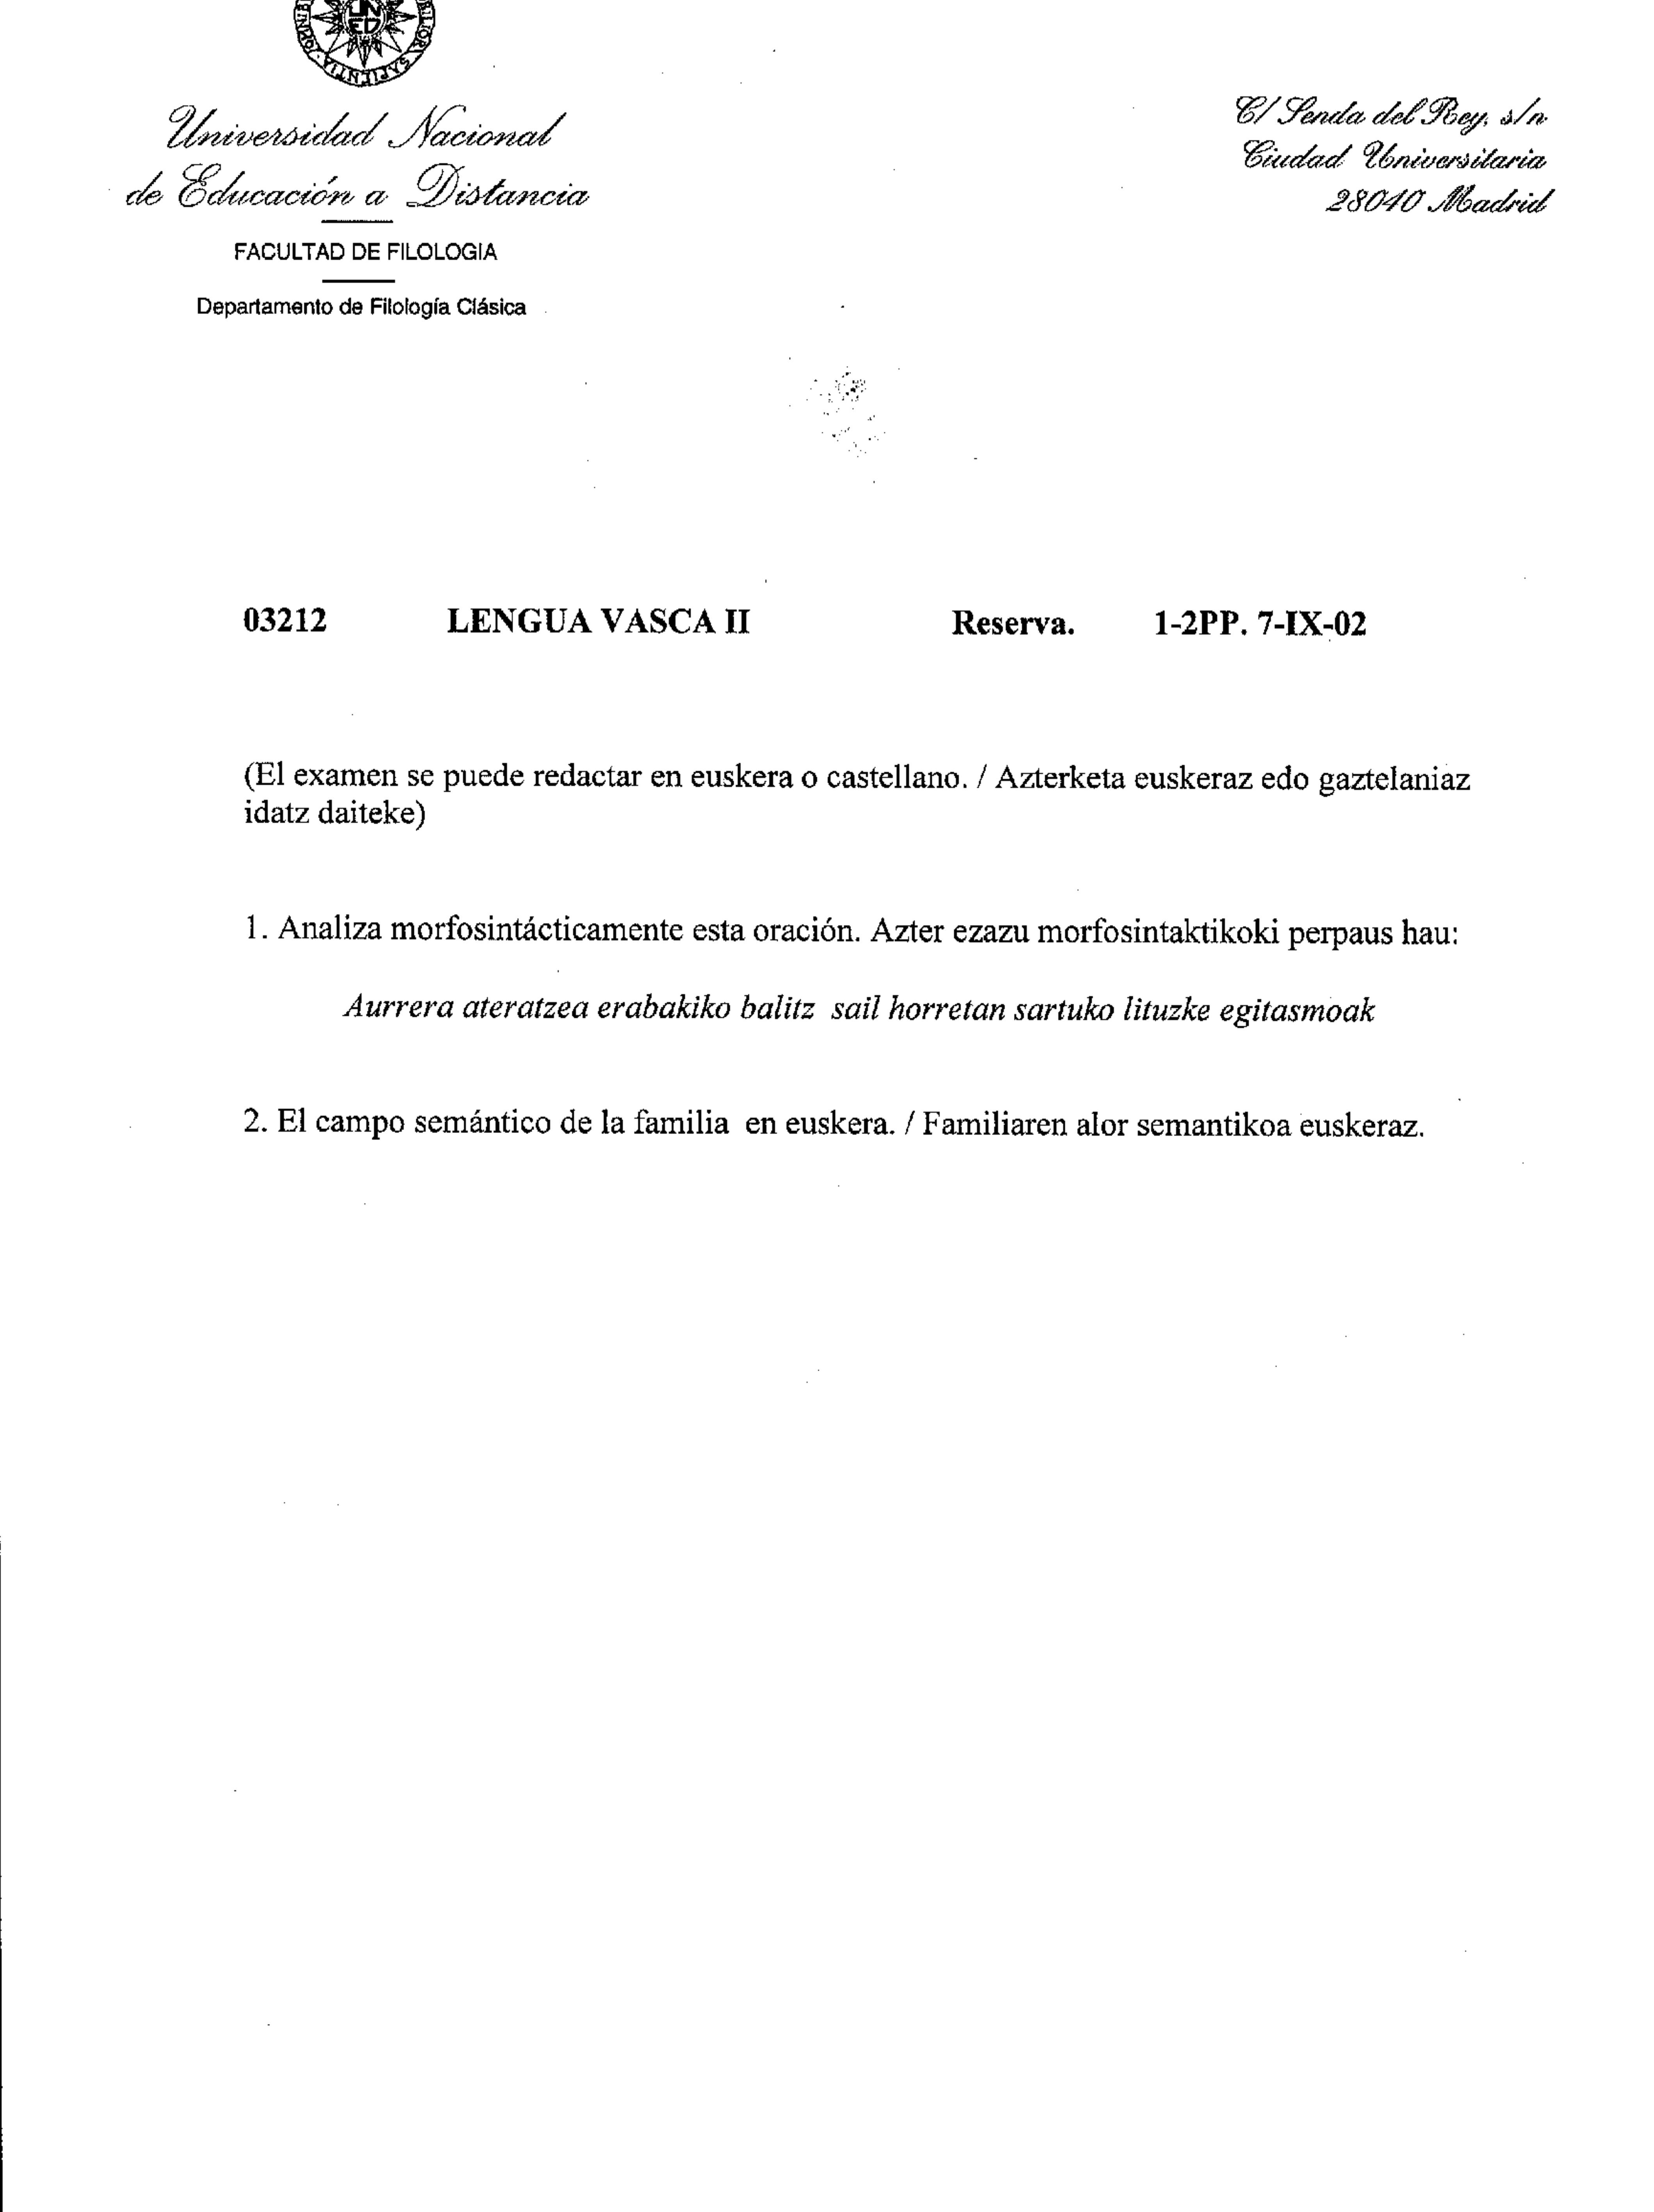 UN
ED
SAPIENTIA
Universidad Nacional
de Educación a Distancia
FACULTAD DE FILOLOGIA
Departamento de Filología Clásica
C/ Senda del Rey, s/n
Ciudad Universitaria
28040 Madrid
03212 LENGUA VASCA II Reserva. 1-2PP. 7-IX-02
(El examen se puede redactar en euskera o castellano. / Azterketa euskeraz edo gaztelaniaz
idatz daiteke)
1. Analiza morfosintácticamente esta oración. Azter ezazu morfosintaktikoki perpaus hau:
Aurrera ateratzea erabakiko balitz sail horretan sartuko lituzke egitasmoak
2. El campo semántico de la familia en euskera. / Familiaren alor semantikoa euskeraz.